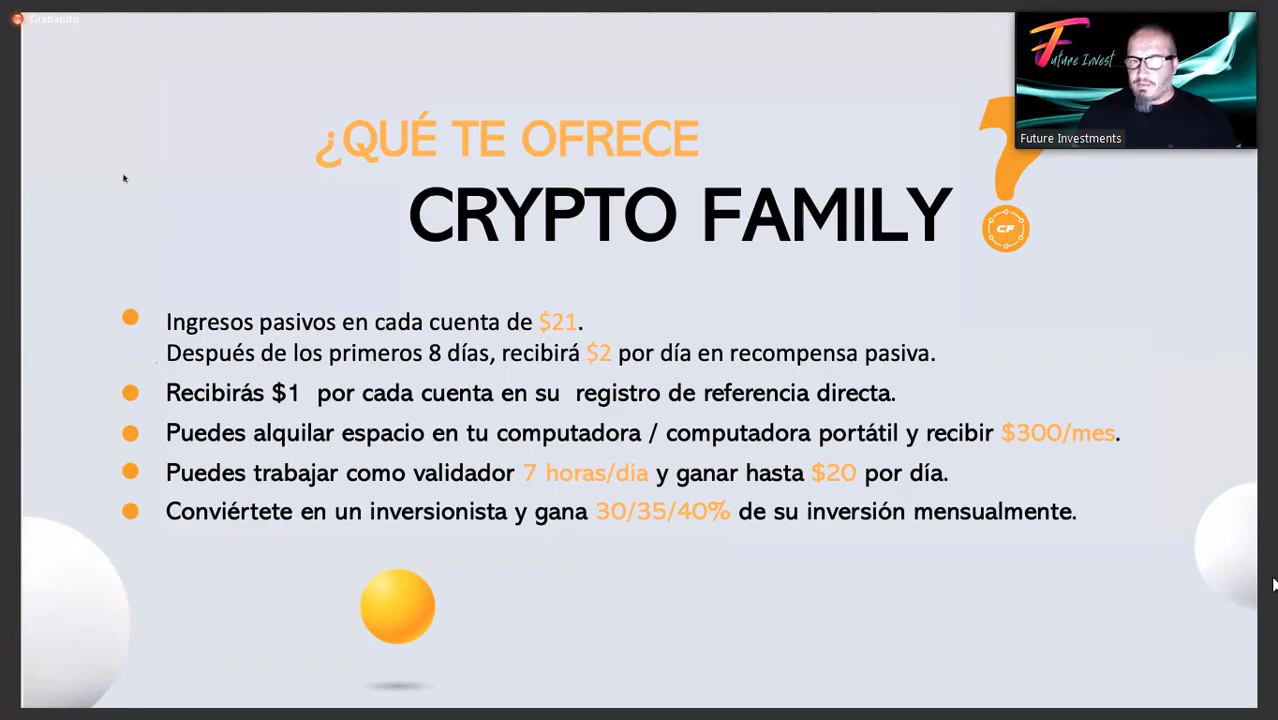 Grabando
Future Invest
Future Investments
¿QUÉ TE OFRECE
CRYPTO FAMILY ?
CF
Ingresos pasivos en cada cuenta de $21.
Después de los primeros 8 días, recibirá $2 por día en recompensa pasiva.
Recibirás $1 por cada cuenta en su registro de referencia directa.
Puedes alquilar espacio en tu computadora / computadora portátil y recibir $300/mes.
Puedes trabajar como validador 7 horas/día y ganar hasta $20 por día.
Conviértete en un inversionista y gana 30/35/40% de su inversión mensualmente.